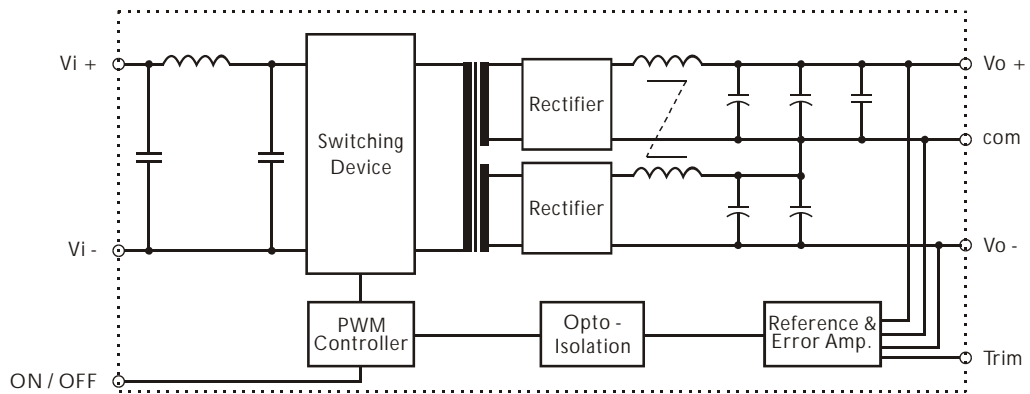 Vi +
Switching
Device
Rectifier
Vo +
com
Rectifier
Vi -
Vo -
PWM
Controller
Opto -
Isolation
Reference &
Error Amp.
Trim
ON / OFF